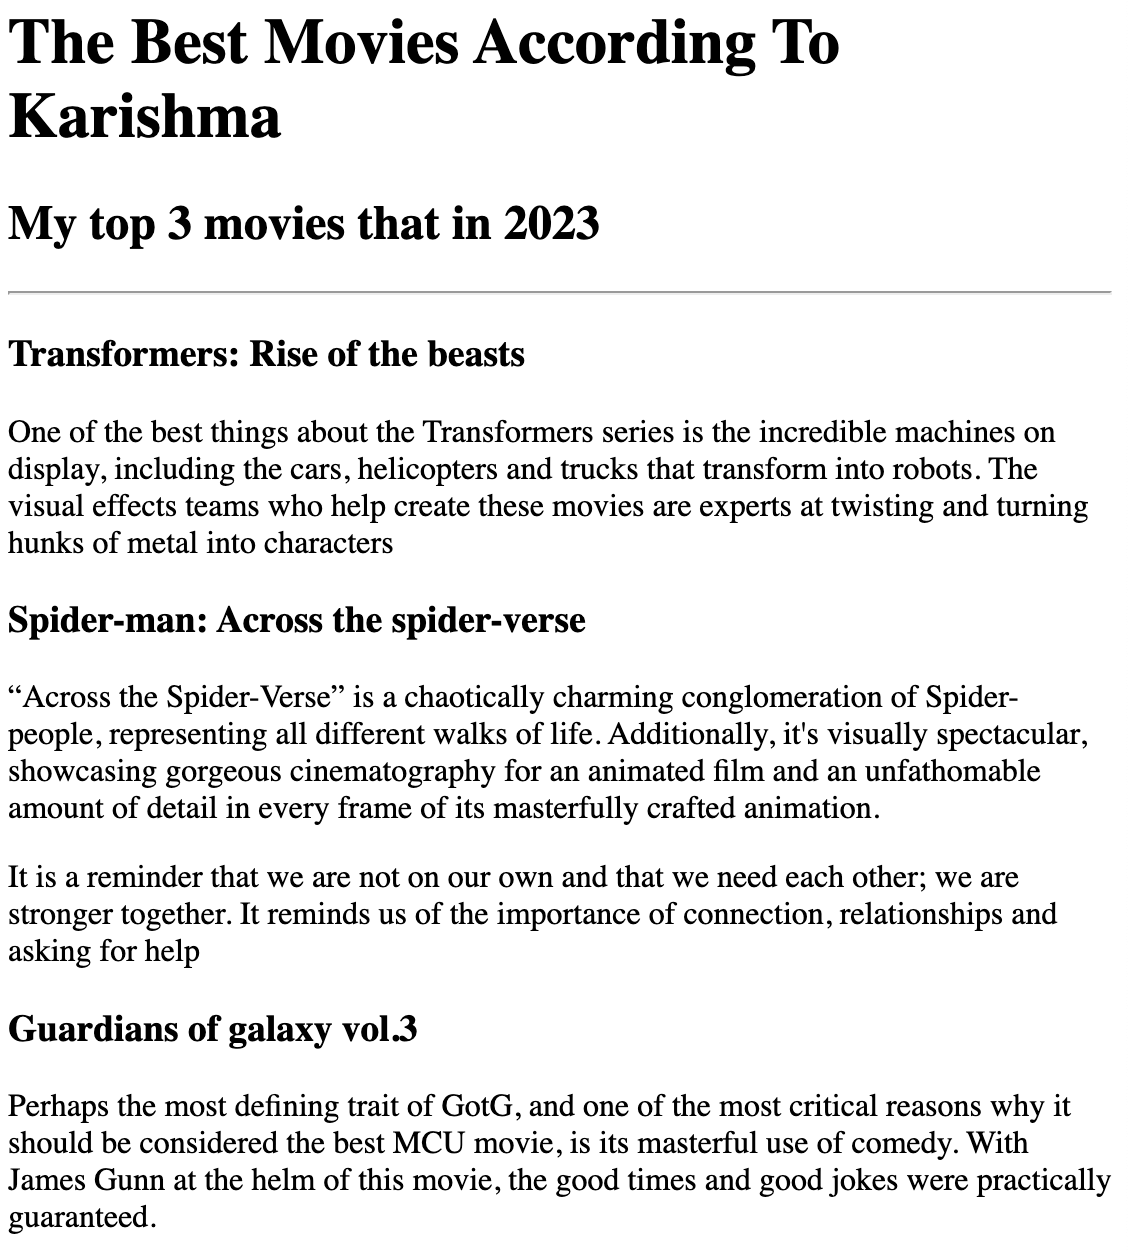 The Best Movies According To
Karishma
My top 3 movies that in 2023
Transformers: Rise of the beasts
One of the best things about the Transformers series is the incredible machines on
display, including the cars, helicopters and trucks that transform into robots. The
visual effects teams who help create these movies are experts at twisting and turning
hunks of metal into characters
Spider-man: Across the spider-verse
“Across the Spider-Verse” is a chaotically charming conglomeration of Spider-
people, representing all different walks of life. Additionally, it's visually spectacular,
showcasing gorgeous cinematography for an animated film and an unfathomable
amount of detail in every frame of its masterfully crafted animation.
It is a reminder that we are not on our own and that we need each other; we are
stronger together. It reminds us of the importance of connection, relationships and
asking for help
Guardians of galaxy vol.3
Perhaps the most defining trait of GotG, and one of the most critical reasons why it
should be considered the best MCU movie, is its masterful use of comedy. With
James Gunn at the helm of this movie, the good times and good jokes were practically
guaranteed.